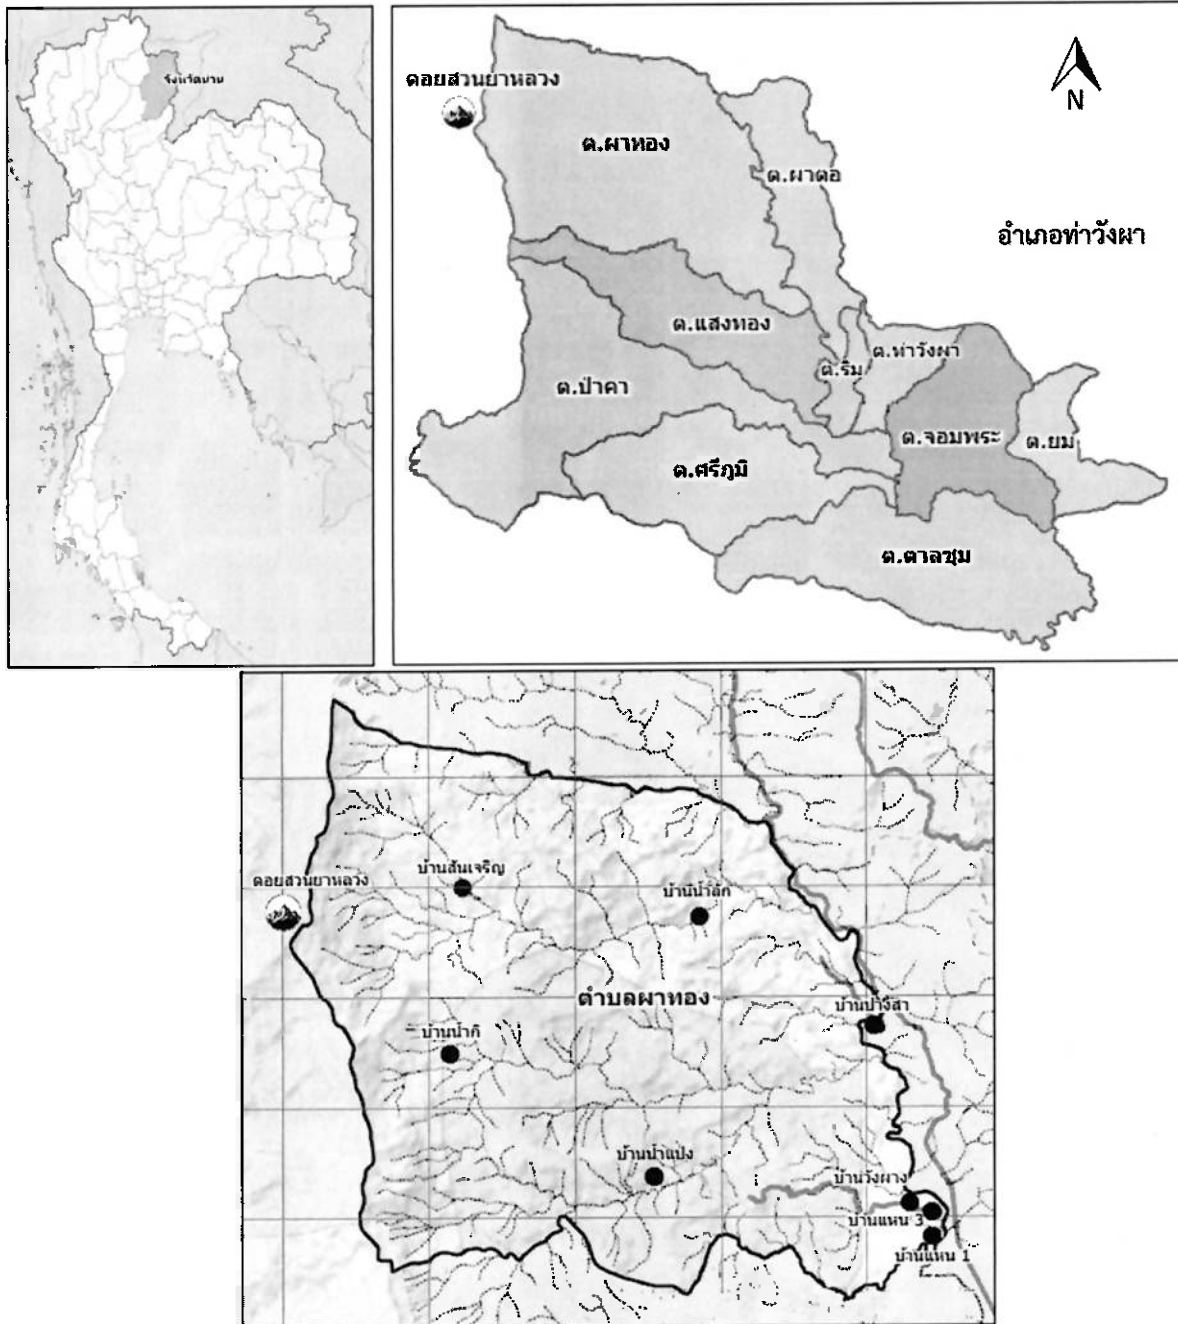 จังหวัดน่าน
ดอยสวนยาหลวง
N
ต.ผาทอง
ต.ผาตอ
อำเภอท่าวังผา
ต.แสงทอง
ต.ท่าวังผา
ต.ริม
ต.ป่าคา
ต.จอมพระ
ต.ยม
ต.ศรีภูมิ
ต.ตาลชุม
บ้านสันเจริญ
ดอยสวนยาหลวง
บ้านน้ำลัก
ตำบลผาทอง
บ้านปางสา
บ้านน้ำกิ
บ้านน้ำแป่ง
บ้านวังผาง
บ้านแหน 3
บ้านแหน 1